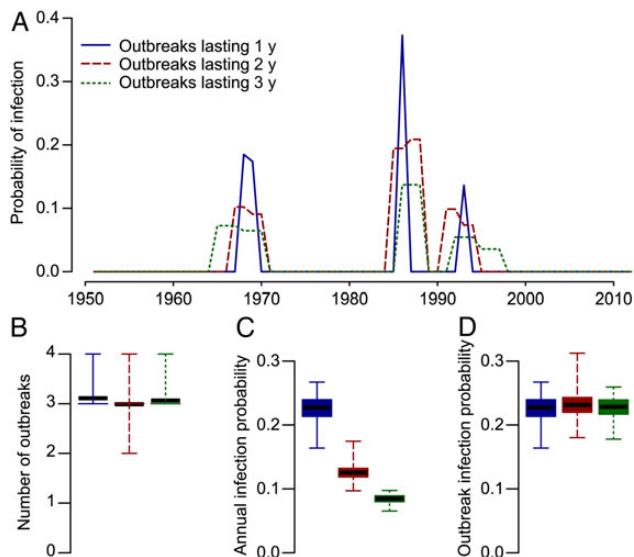 A
0.4
Outbreaks lasting 1 y
Outbreaks lasting 2 y
Outbreaks lasting 3 y
0.3
0.2
0.1
0.0
Probability of infection
1950 1960 1970 1980 1990 2000 2010
B
4
3
2
1
0
Number of outbreaks
C
0.3
0.2
0.1
0.0
Annual infection probability
D
0.3
0.2
0.1
0.0
Outbreak infection probability